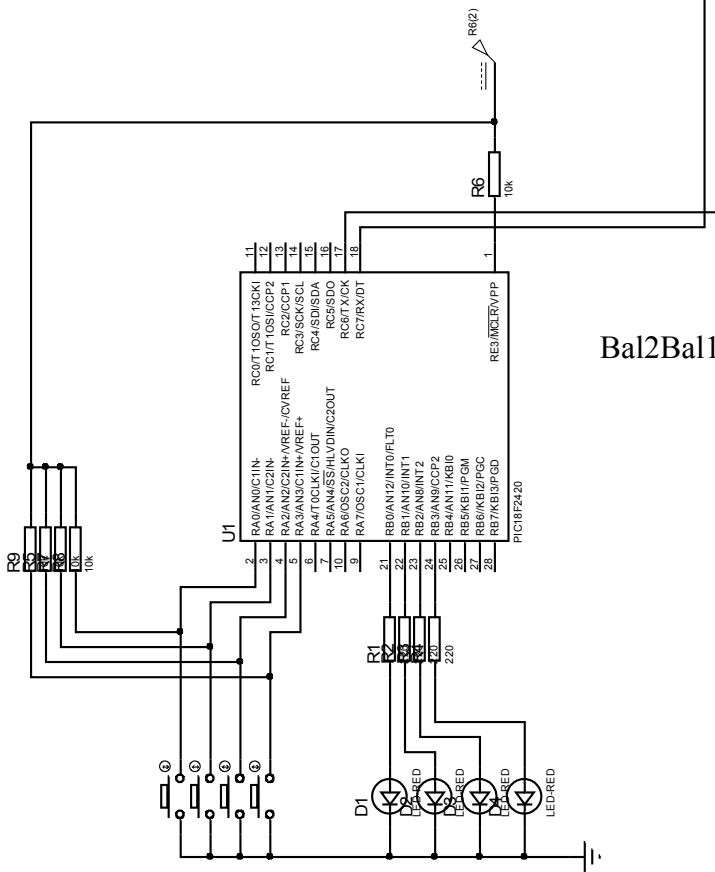 R6(2)
R6
10k
11
12
13
14
15
16
17
18
1
RC0/T1OSO/T13CKI
RC1/T1OSI/CCP2
RC2/CCP1
RC3/SCK/SCL
RC4/SDI/SDA
RC5/SDO
RC6/TX/CK
RC7/RX/DT
RE3/MCLR/VPP
Bal2Bal1
RA0/AN0/C1IN-
RA1/AN1/C2IN-
RA2/AN2/C2IN+/VREF-/CVREF
RA3/AN3/C1IN+/VREF+
RA4/T0CLKI/C1OUT
RA5/AN4/SS/HLVDIN/C2OUT
RA6/OSC2/CLKO
RA7/OSC1/CLKI
RB0/AN12/INT0/FLT0
RB1/AN10/INT1
RB2/AN8/INT2
RB3/AN9/CCP2
RB4/AN11/KBI0
RB5/KBI1/PGM
RB6//KBI2/PGC
RB7/KBI3/PGD
U1
PIC18F2420
2
3
4
5
6
7
10
9
21
22
23
24
25
26
27
28
R9
R5
10k
R1
R2
220
D1
D2
LED-RED
D3
LED-RED
D4
LED-RED
LED-RED